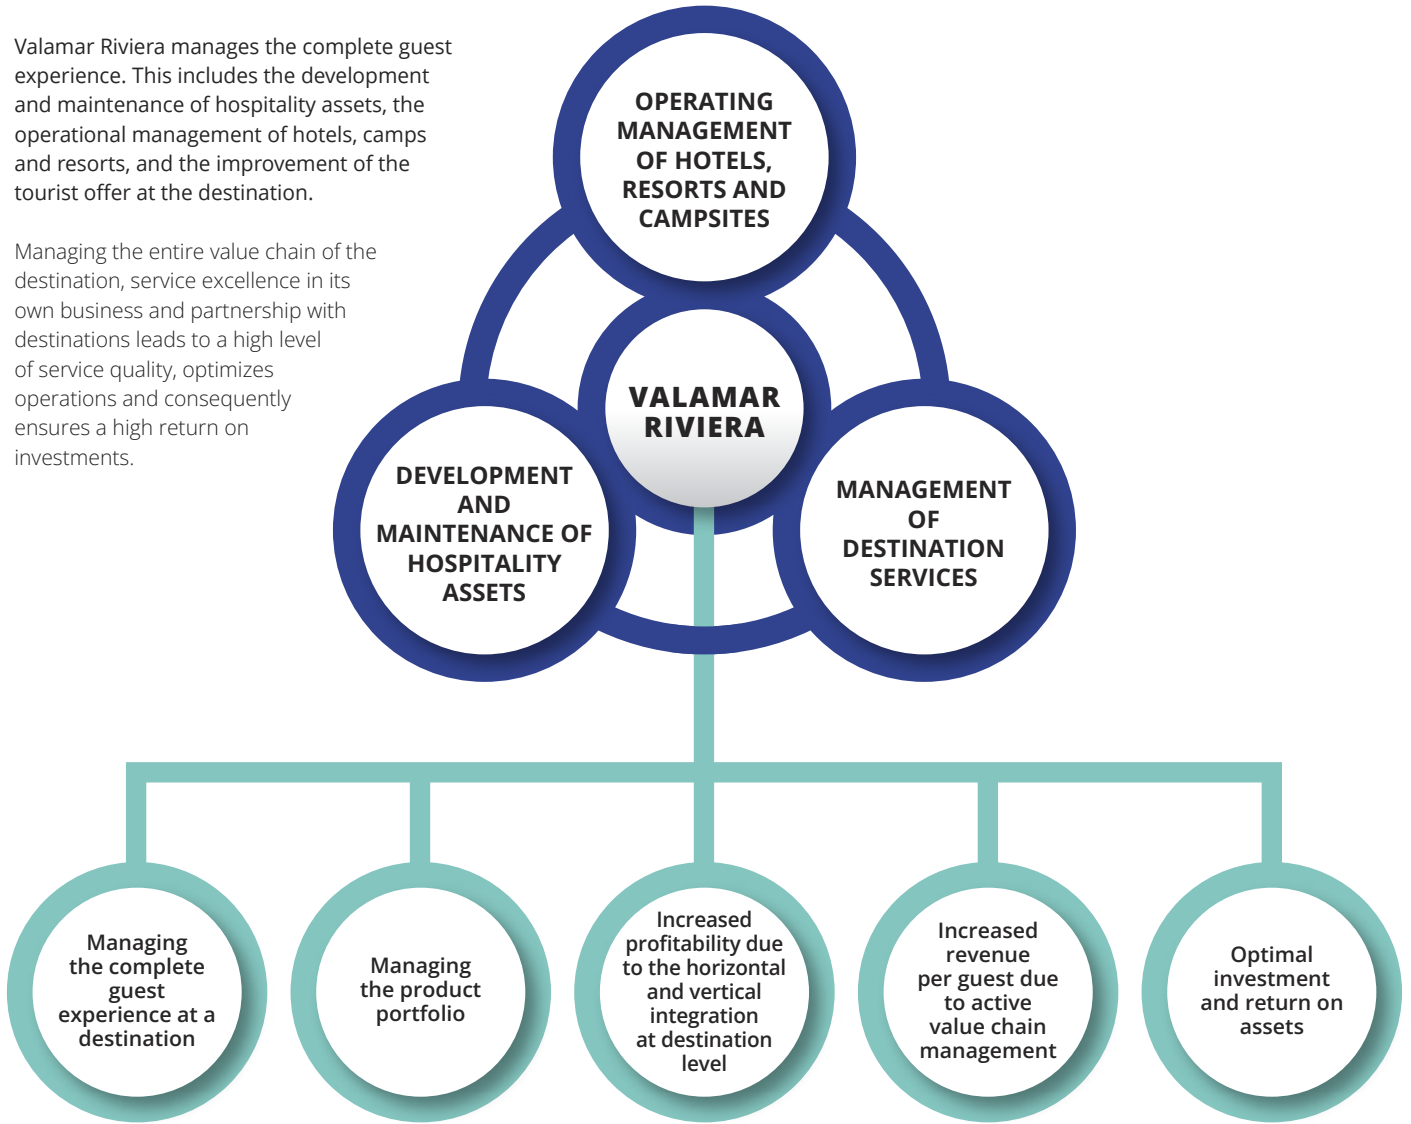 Valamar Riviera manages the complete guest
experience. This includes the development
and maintenance of hospitality assets, the
operational management of hotels, camps
and resorts, and the improvement of the
tourist offer at the destination.
Managing the entire value chain of the
destination, service excellence in its
own business and partnership with
destinations leads to a high level
of service quality, optimizes
operations and consequently
ensures a high return on
investments.
OPERATING
MANAGEMENT
OF HOTELS,
RESORTS AND
CAMPSITES
VALAMAR
RIVIERA
DEVELOPMENT
AND
MAINTENANCE OF
HOSPITALITY
ASSETS
MANAGEMENT
OF
DESTINATION
SERVICES
Managing
the complete
guest
experience at a
destination
Managing
the product
portfolio
Increased
profitability due
to the horizontal
and vertical
integration
at destination
level
Increased
revenue
per guest due
to active
value chain
management
Optimal
investment
and return on
assets